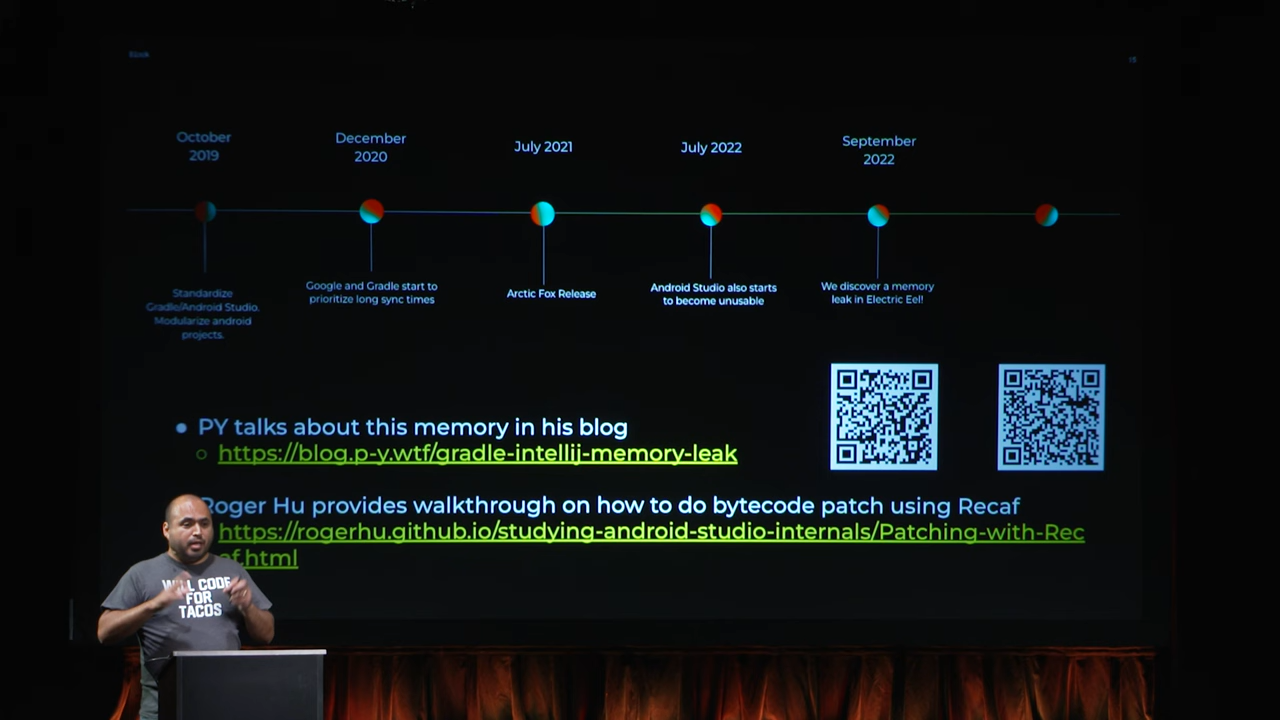 Block
15
October
2019
December
2020
July 2021
July 2022
September
2022
Standardize
Gradle/Android Studio.
Modularize android
projects.
Google and Gradle start to
prioritize long sync times
Arctic Fox Release
Android Studio also starts
to become unusable
We discover a memory
leak in Electric Eel!
● PY talks about this memory in his blog
○ https://blog.p-y.wtf/gradle-intellij-memory-leak
Roger Hu provides walkthrough on how to do bytecode patch using Recaf
https://rogerhu.github.io/studying-android-studio-internals/Patching-with-Rec
af.html
WILL CODE
FOR
TACOS